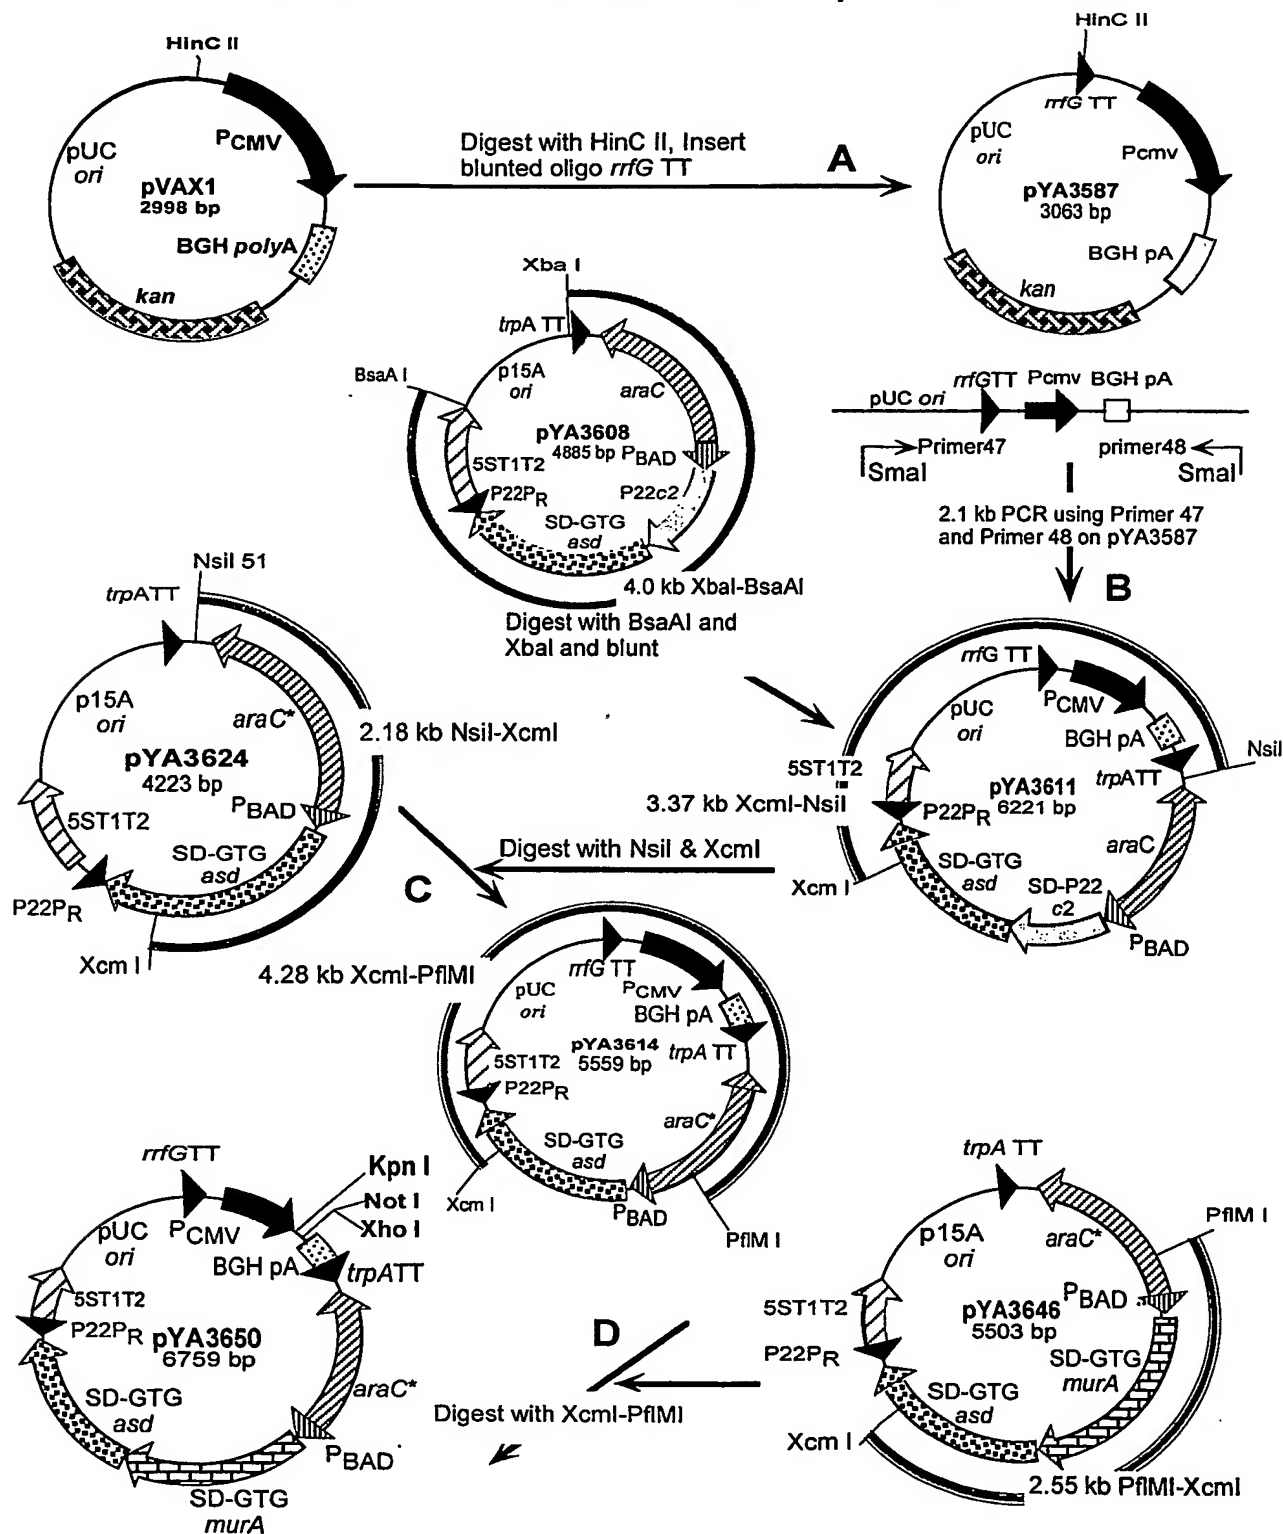 HinC II
PCMV
pUC
ori
pVAX1
2998 bp
BGH polyA
kan
Digest with HinC II, Insert
blunted oligo rrfG TT
A
HinC II
rrfG TT
pUC
ori
Pcmv
pYA3587
3063 bp
BGH pA
kan
Xba I
trpA TT
BsaA I
p15A
ori
araC
pYA3608
4885 bp
PBAD
5ST1T2
P22c2
P22PR
SD-GTG
asd
4.0 kb XbaI-BsaAI
Digest with BsaAI and
XbaI and blunt
rrfGTT Pcmv BGH pA
pUC ori
Primer47 primer48
SmaI SmaI
2.1 kb PCR using Primer 47
and Primer 48 on pYA3587
B
NsiI 51
trpATT
p15A
ori
araC*
2.18 kb NsiI-XcmI
pYA3624
4223 bp
PBAD
5ST1T2
SD-GTG
asd
P22PR
Xcm I
rrfG TT
PCMV
pUC
ori
BGH pA
NsiI
5ST1T2
pYA3611
6221 bp
trpATT
3.37 kb XcmI-NsiI
P22PR
araC
SD-GTG
asd
SD-P22
c2
Xcm I
PBAD
Digest with NsiI & XcmI
C
4.28 kb XcmI-PflMI
rrfG TT
PCMV
pUC
ori
BGH pA
pYA3614
5559 bp
trpA TT
5ST1T2
P22PR
araC*
SD-GTG
asd
Xcm I
PBAD
PflM I
rrfGTT
Kpn I
Not I
Xho I
PCMV
pUC
ori
BGH pA
trpATT
5ST1T2
P22PR
pYA3650
6759 bp
araC*
SD-GTG
asd
PBAD
SD-GTG
murA
D
Digest with XcmI-PflMI
trpA TT
PflM I
araC*
p15A
ori
PBAD
5ST1T2
pYA3646
5503 bp
P22PR
SD-GTG
murA
SD-GTG
asd
Xcm I
2.55 kb PflMI-XcmI